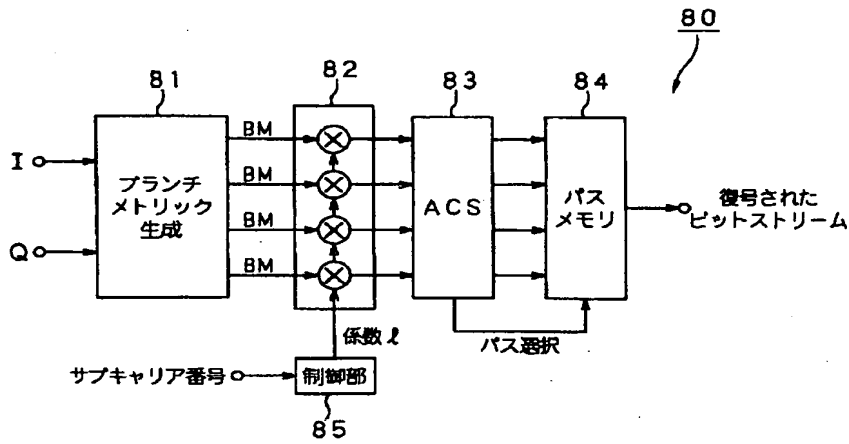 80
81
82
83
84
I
Q
ブランチ
メトリック
生成
BM
BM
BM
BM
ACS
パス
メモリ
復号された
ビットストリーム
係数 ℓ
パス選択
サブキャリア番号
制御部
85